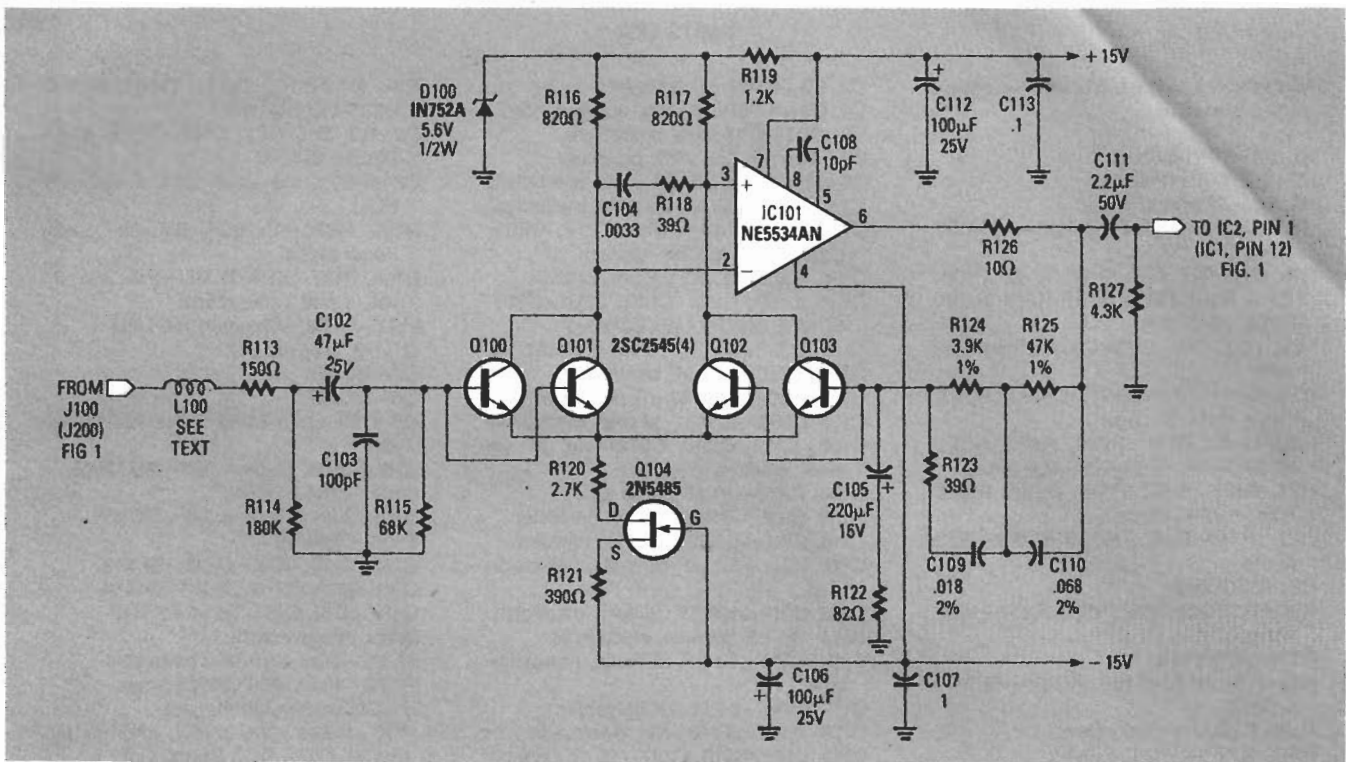 + 15V
D100
IN752A
5.6V
1/2W
R116
820Ω
R117
820Ω
R119
1.2K
C112
100µF
25V
+
C113
.1
C108
10pF
7
8
5
3
+
C104
.0033
R118
39Ω
IC101
NE5534AN
6
2
−
4
R126
10Ω
C111
2.2µF
50V
TO IC2, PIN 1
(IC1, PIN 12)
FIG. 1
R127
4.3K
FROM
J100
(J200)
FIG 1
L100
SEE
TEXT
R113
150Ω
C102
47µF
25V
+
C103
100pF
R114
180K
R115
68K
Q100
Q101
2SC2545(4)
Q102
Q103
R124
3.9K
1%
R125
47K
1%
R120
2.7K
Q104
2N5485
D
G
S
R121
390Ω
C105
220µF
16V
+
R122
82Ω
R123
39Ω
C109
.018
2%
C110
.068
2%
− 15V
C106
100µF
25V
+
C107
1